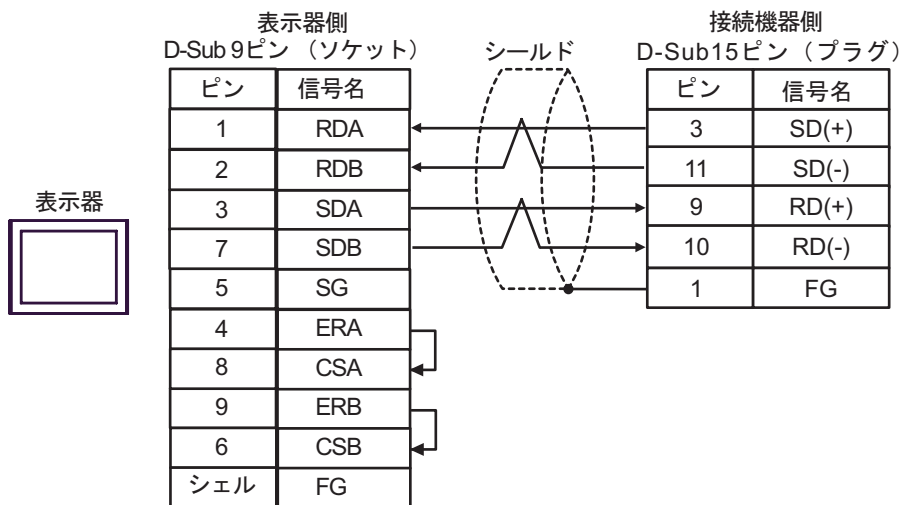 表示器側
D-Sub 9ピン （ソケット）
シールド
接続機器側
D-Sub15ピン （プラグ）
ピン 信号名
1 RDA
2 RDB
3 SDA
7 SDB
5 SG
4 ERA
8 CSA
9 ERB
6 CSB
シェル FG
ピン 信号名
3 SD(+)
11 SD(-)
9 RD(+)
10 RD(-)
1 FG
表示器